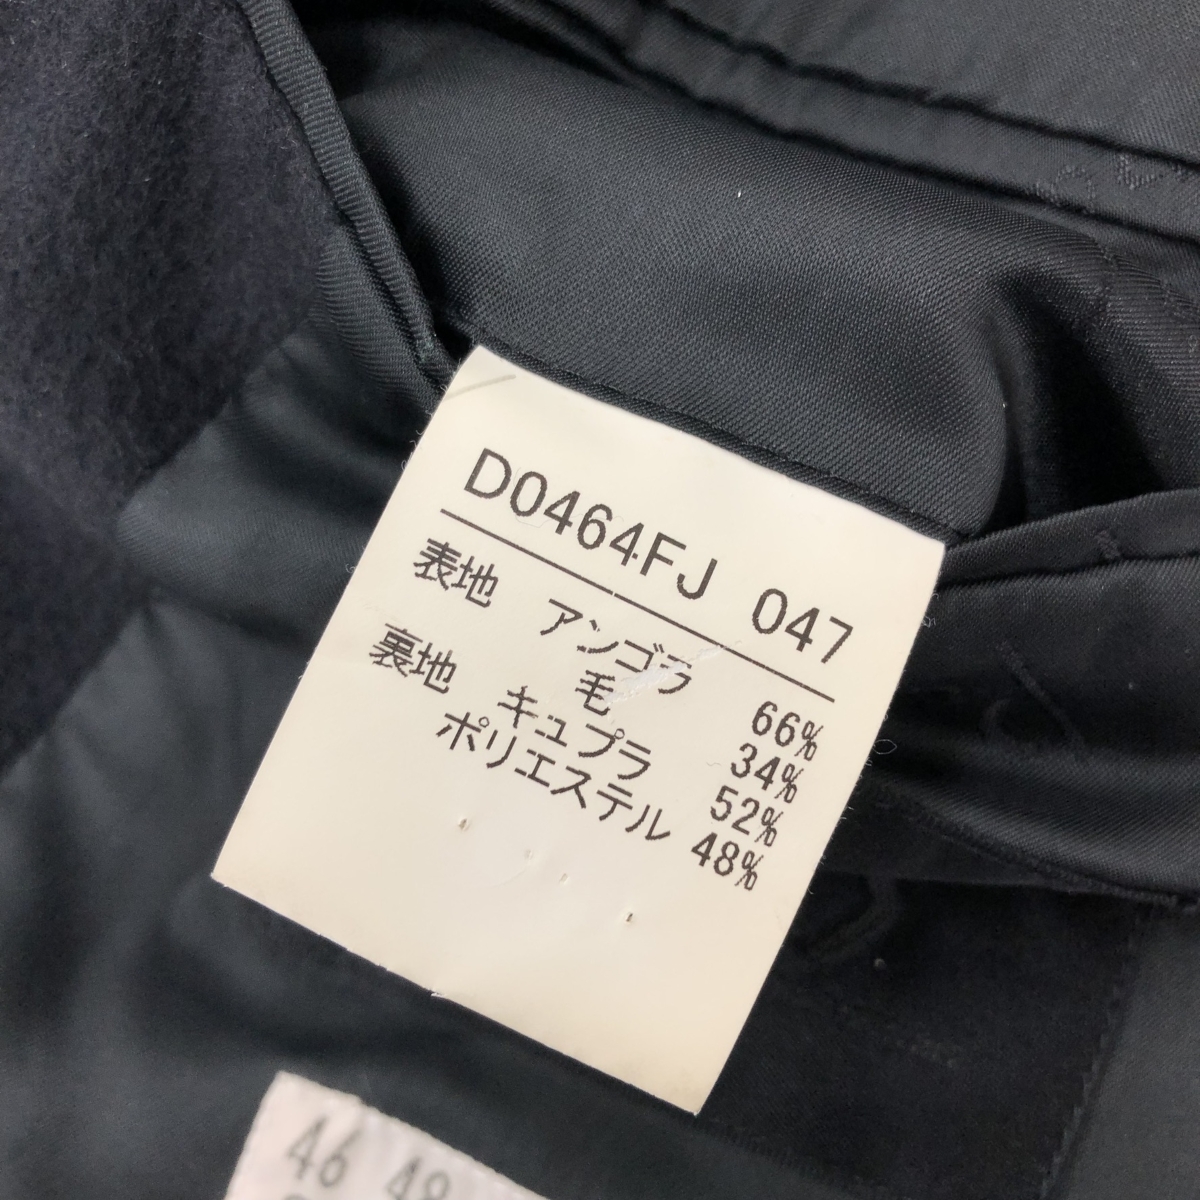 D0464FJ 047
表地 アンゴラ 66%
毛 34%
裏地 キュプラ 52%
ポリエステル 48%
46 48